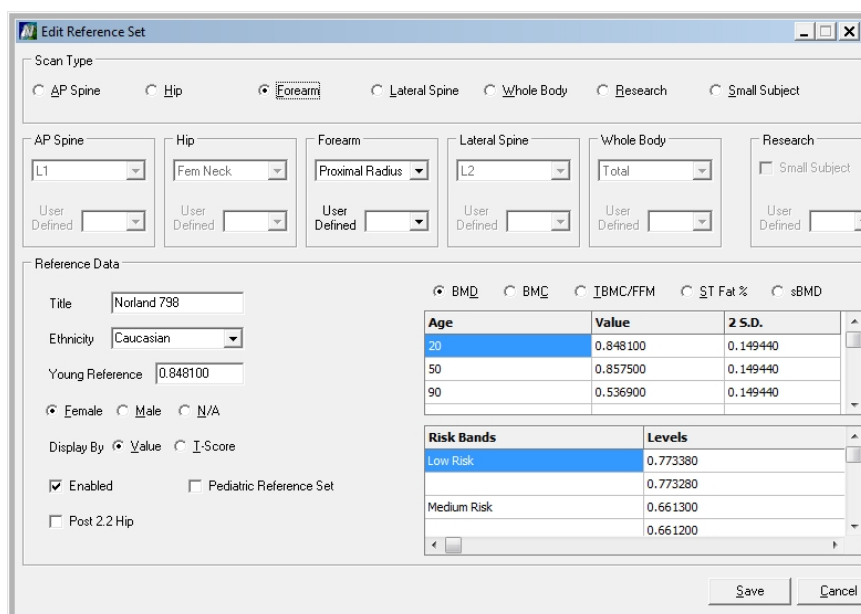 Edit Reference Set
Scan Type
AP Spine Hip Forearm Lateral Spine Whole Body Research Small Subject
AP Spine Hip Forearm Lateral Spine Whole Body Research
L1 Fem Neck Proximal Radius L2 Total Small Subject
User Defined User Defined User Defined User Defined User Defined User Defined
Reference Data
BMD BMC TBMC/FFM ST Fat % sBMD
Title Norland 798
Ethnicity Caucasian
Young Reference 0.848100
Female Male N/A
Display By Value T-Score
Enabled Pediatric Reference Set
Post 2.2 Hip
Age Value 2 S.D.
20 0.848100 0.149440
50 0.857500 0.149440
90 0.536900 0.149440
Risk Bands Levels
Low Risk 0.773380
0.773280
Medium Risk 0.661300
0.661200
Save Cancel